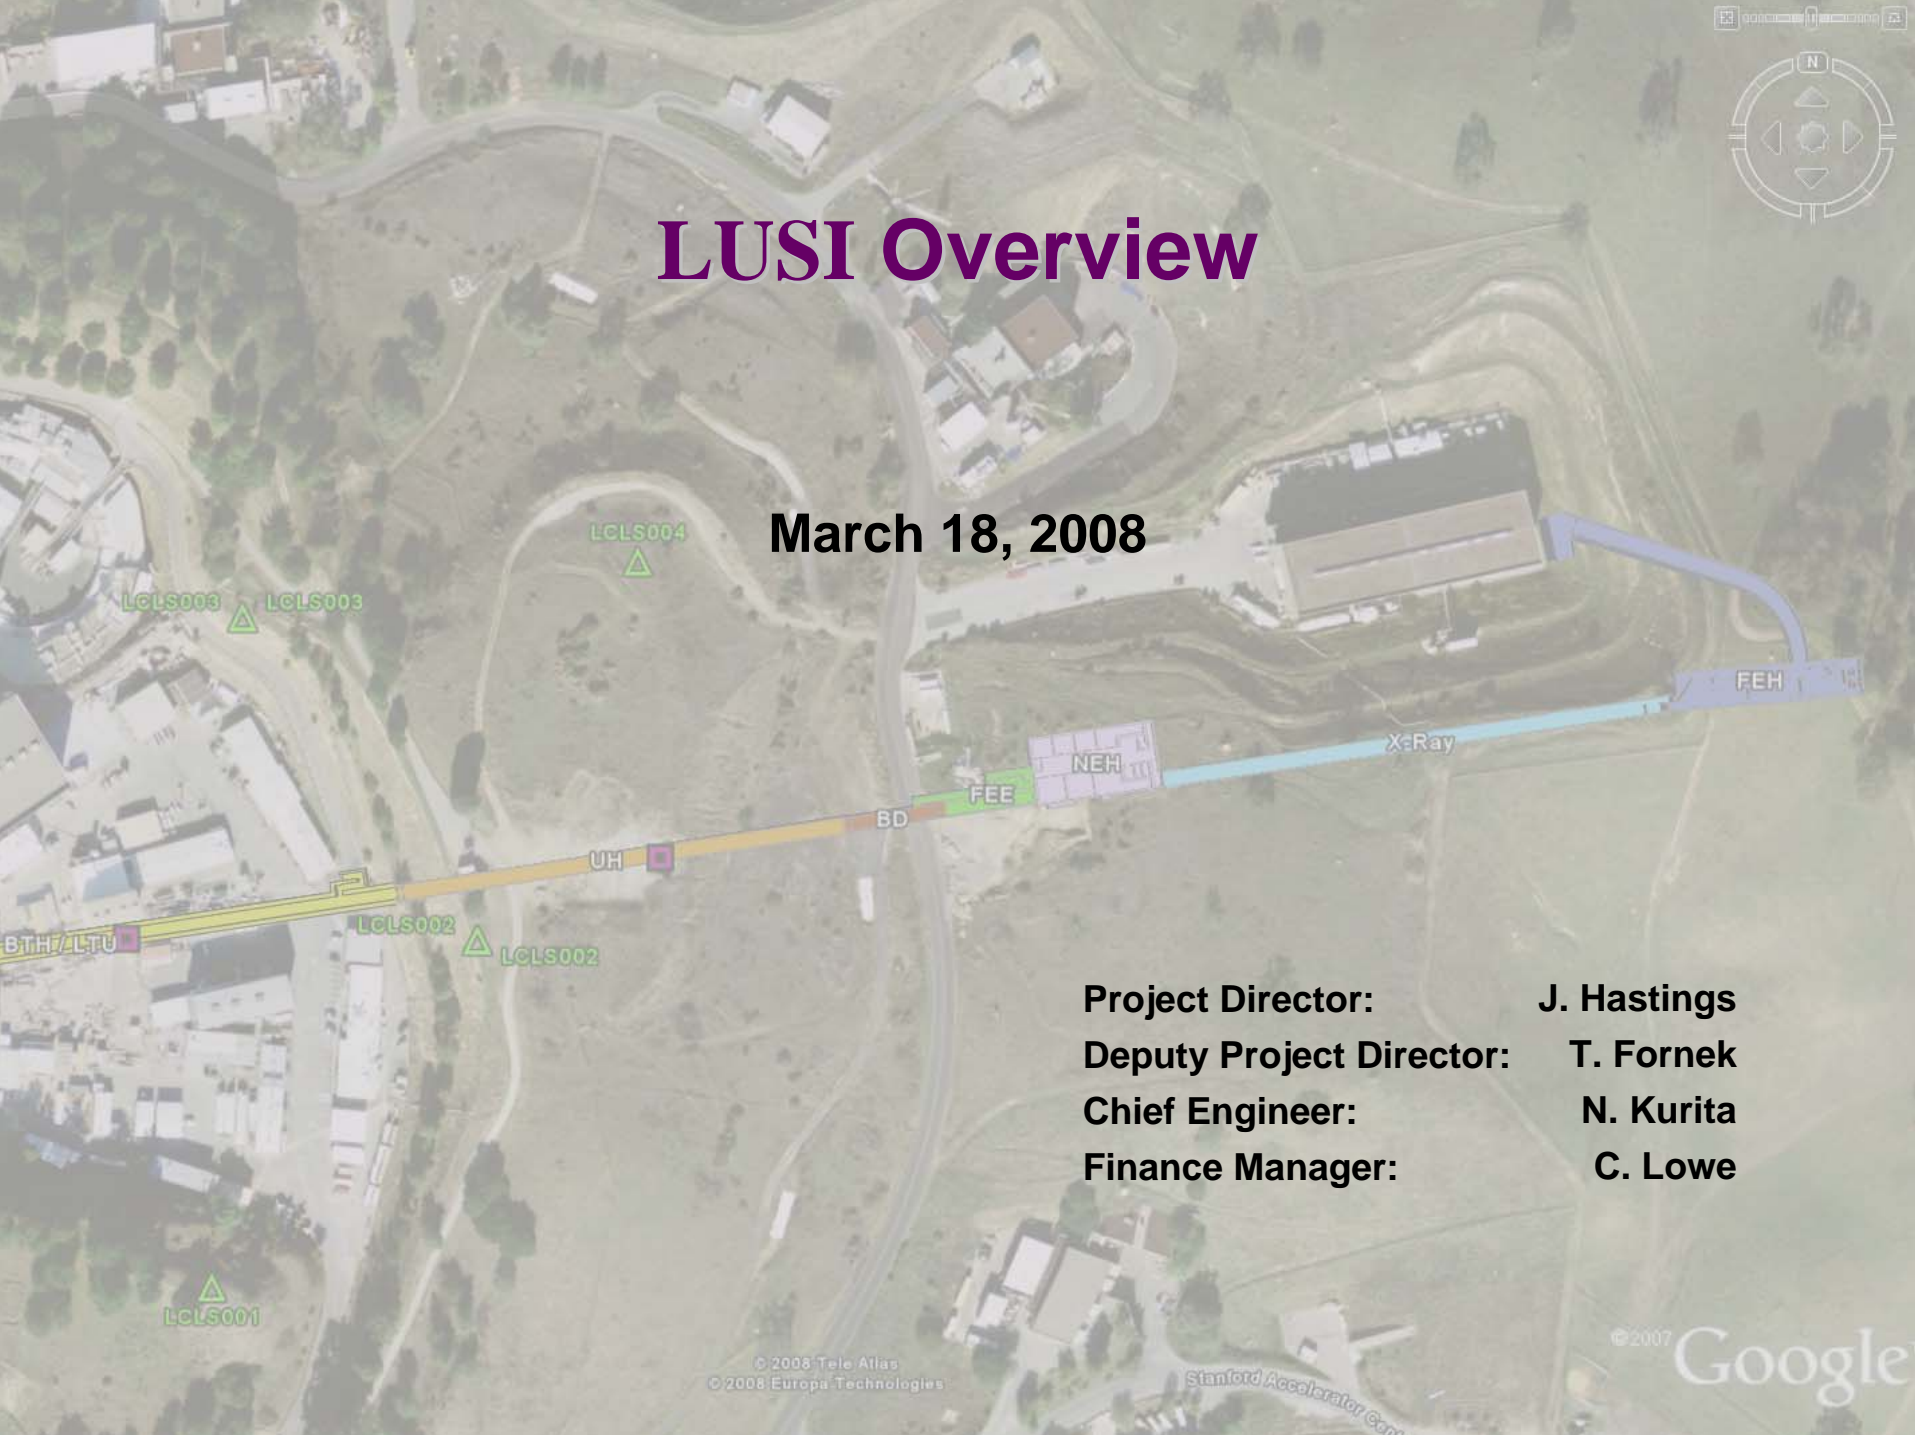 N
LUSI Overview
March 18, 2008
LCLS004
LCLS003 LCLS003
FEH
X-Ray
NEH
FEE
BD
UH
LCLS002
BTH / LTU
LCLS002
Project Director: J. Hastings
Deputy Project Director: T. Fornek
Chief Engineer: N. Kurita
Finance Manager: C. Lowe
LCLS001
©2007 Google
© 2008 Tele Atlas
© 2008 Europa Technologies
Stanford Accelerator Cent